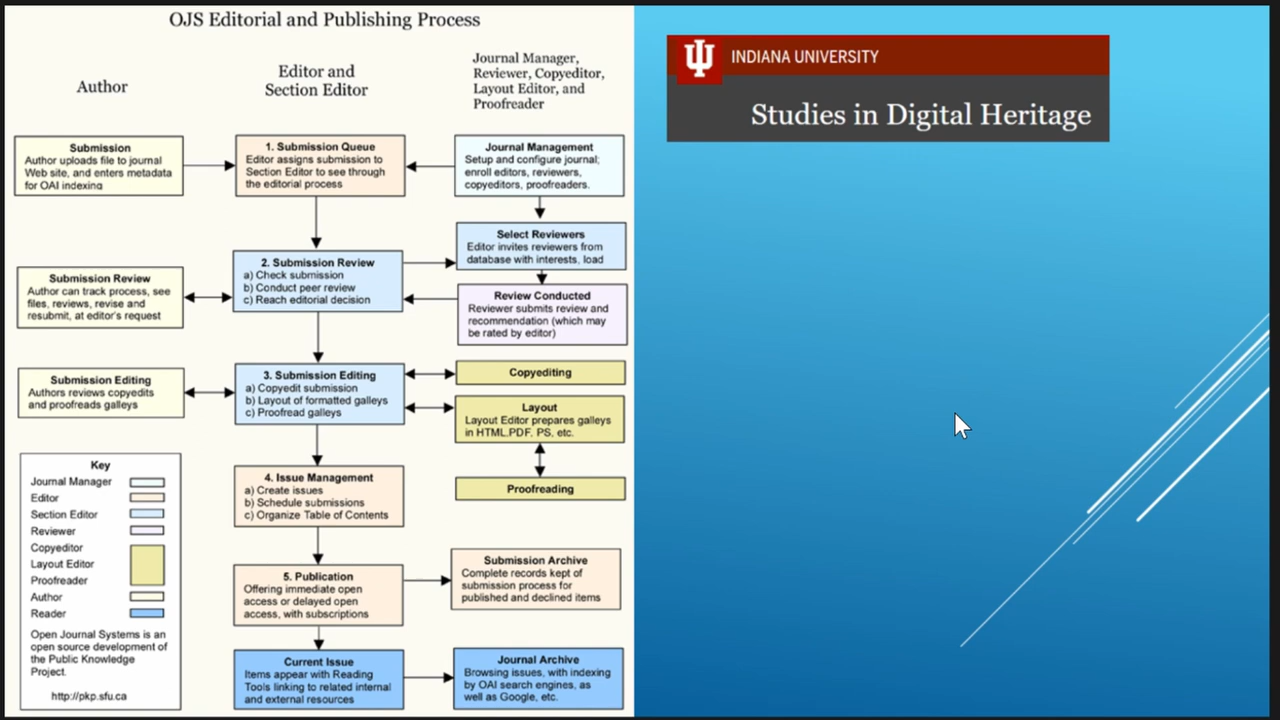 OJS Editorial and Publishing Process
Author
Editor and
Section Editor
Journal Manager,
Reviewer, Copyeditor,
Layout Editor, and
Proofreader
Submission
Author uploads file to journal
Web site, and enters metadata
for OAI indexing
1. Submission Queue
Editor assigns submission to
Section Editor to see through
the editorial process
Journal Management
Setup and configure journal;
enroll editors, reviewers,
copyeditors, proofreaders.
Select Reviewers
Editor invites reviewers from
database with interests, load
Submission Review
Author can track process, see
files, reviews, revise and
resubmit, at editor's request
2. Submission Review
a) Check submission
b) Conduct peer review
c) Reach editorial decision
Review Conducted
Reviewer submits review and
recommendation (which may
be rated by editor)
Submission Editing
Authors reviews copyedits
and proofreads galleys
3. Submission Editing
a) Copyedit submission
b) Layout of formatted galleys
c) Proofread galleys
Copyediting
Layout
Layout Editor prepares galleys
in HTML,PDF, PS, etc.
Proofreading
4. Issue Management
a) Create issues
b) Schedule submissions
c) Organize Table of Contents
5. Publication
Offering immediate open
access or delayed open
access, with subscriptions
Submission Archive
Complete records kept of
submission process for
published and declined items
Current Issue
Items appear with Reading
Tools linking to related internal
and external resources
Journal Archive
Browsing issues, with indexing
by OAI search engines, as
well as Google, etc.
Key
Journal Manager
Editor
Section Editor
Reviewer
Copyeditor
Layout Editor
Proofreader
Author
Reader
Open Journal Systems is an
open source development of
the Public Knowledge
Project.
http://pkp.sfu.ca
INDIANA UNIVERSITY
Studies in Digital Heritage